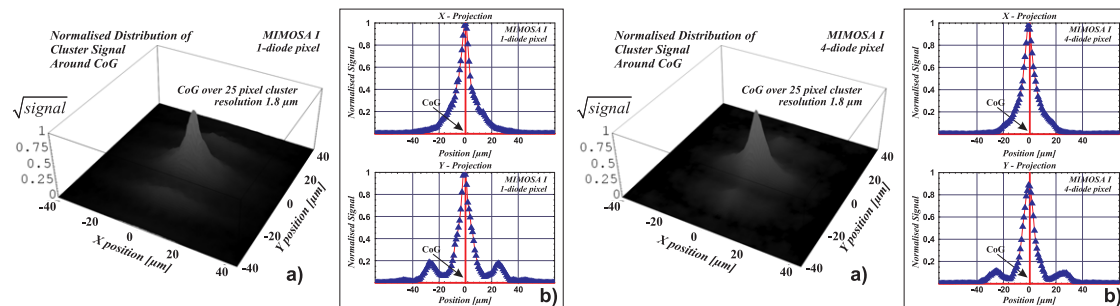 Normalised Distribution of
Cluster Signal
Around CoG
MIMOSA I
1-diode pixel
CoG over 25 pixel cluster
resolution 1.8 µm
√signal
1
0.75
0.5
0.25
0
-40
-20
0
20
40
X position [µm]
40
20
0
-20
-40
Y position [µm]
a)
X - Projection
MIMOSA I
1-diode pixel
Normalised Signal
1
0.8
0.6
0.4
0.2
CoG
-40 -20 0 20 40
Position [µm]
Y - Projection
MIMOSA I
1-diode pixel
Normalised Signal
1
0.8
0.6
0.4
0.2
CoG
-40 -20 0 20 40
Position [µm]
b)
Normalised Distribution of
Cluster Signal
Around CoG
MIMOSA I
4-diode pixel
CoG over 25 pixel cluster
resolution 1.8 µm
√signal
1
0.75
0.5
0.25
0
-40
-20
0
20
40
X position [µm]
40
20
0
-20
-40
Y position [µm]
a)
X - Projection
MIMOSA I
4-diode pixel
Normalised Signal
1
0.8
0.6
0.4
0.2
CoG
-40 -20 0 20 40
Position [µm]
Y - Projection
MIMOSA I
4-diode pixel
Normalised Signal
1
0.8
0.6
0.4
0.2
CoG
-40 -20 0 20 40
Position [µm]
b)